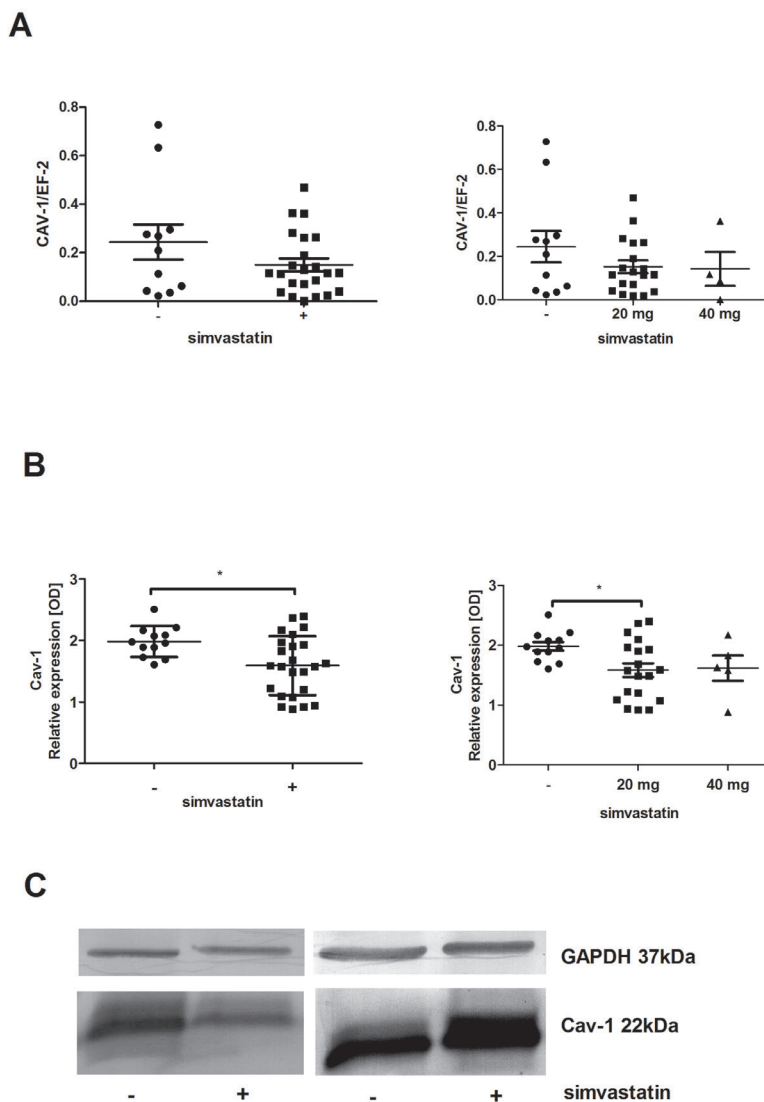 A
CAV-1/EF-2
0.8
0.6
0.4
0.2
0.0
- +
simvastatin
CAV-1/EF-2
0.8
0.6
0.4
0.2
0.0
- 20 mg 40 mg
simvastatin
B
Cav-1
Relative expression [OD]
3
2
1
0
*
- +
simvastatin
Cav-1
Relative expression [OD]
3
2
1
0
*
- 20 mg 40 mg
simvastatin
C
GAPDH 37kDa
Cav-1 22kDa
- + - + simvastatin